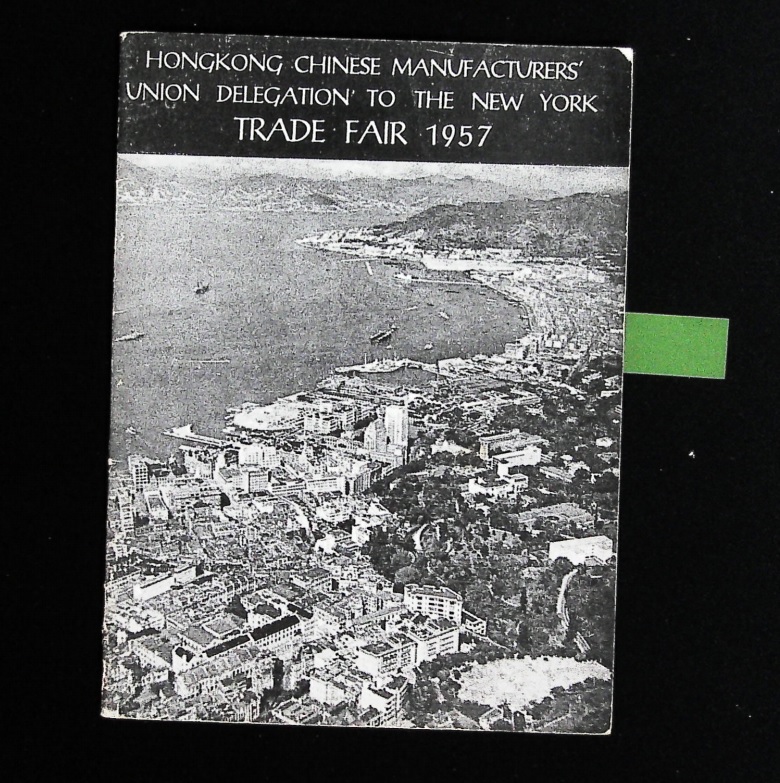 HONGKONG CHINESE MANUFACTURERS'
UNION DELEGATION' TO THE NEW YORK
TRADE FAIR 1957